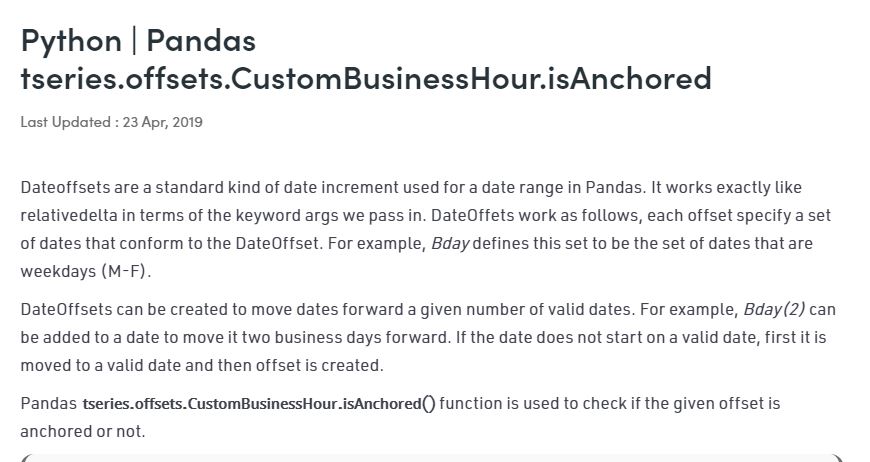 Python | Pandas
tseries.offsets.CustomBusinessHour.isAnchored
Last Updated : 23 Apr, 2019
Dateoffsets are a standard kind of date increment used for a date range in Pandas. It works exactly like
relativedelta in terms of the keyword args we pass in. DateOffets work as follows, each offset specify a set
of dates that conform to the DateOffset. For example, Bday defines this set to be the set of dates that are
weekdays (M-F).
DateOffsets can be created to move dates forward a given number of valid dates. For example, Bday(2) can
be added to a date to move it two business days forward. If the date does not start on a valid date, first it is
moved to a valid date and then offset is created.
Pandas tseries.offsets.CustomBusinessHour.isAnchored() function is used to check if the given offset is
anchored or not.